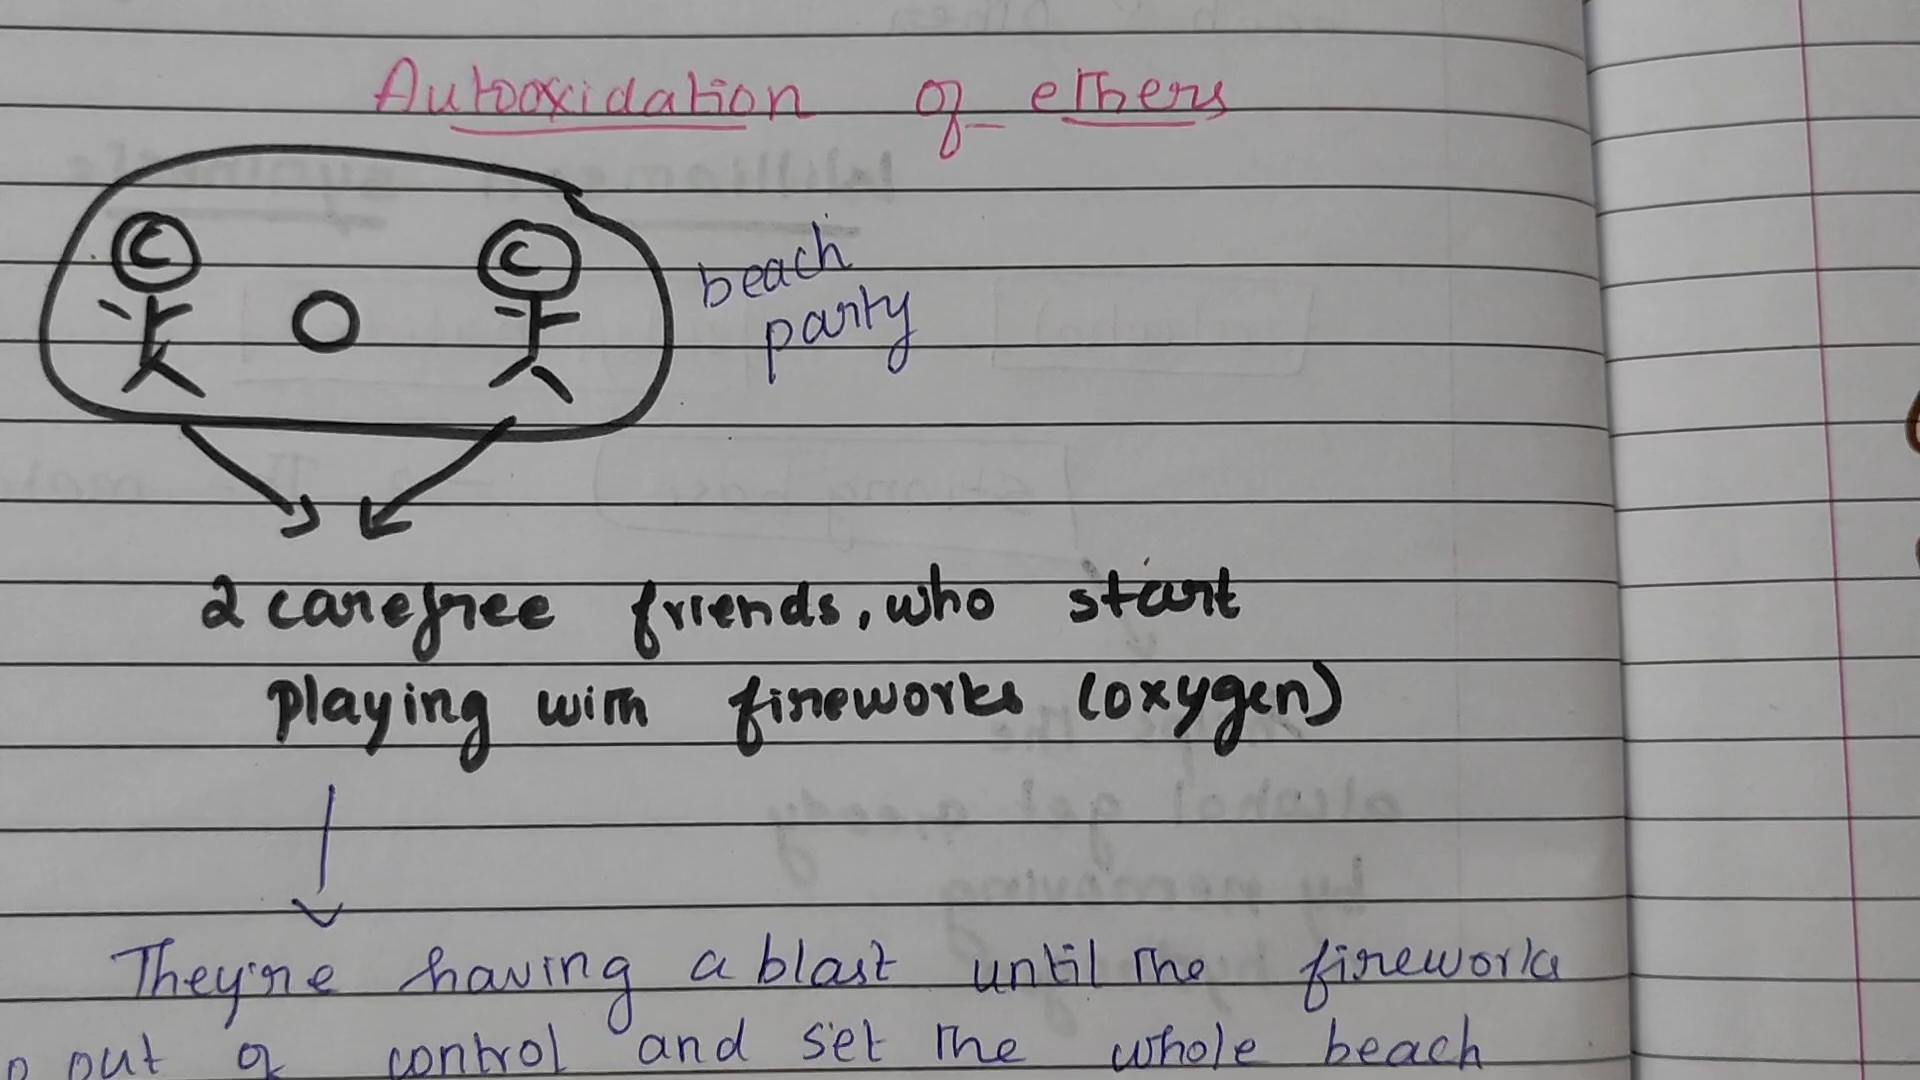 Autooxidation of ethers
C C
O
beach
party
2 carefree friends, who start
playing with fireworks (oxygen)
They're having a blast until the fireworks
out of control and set the whole beach